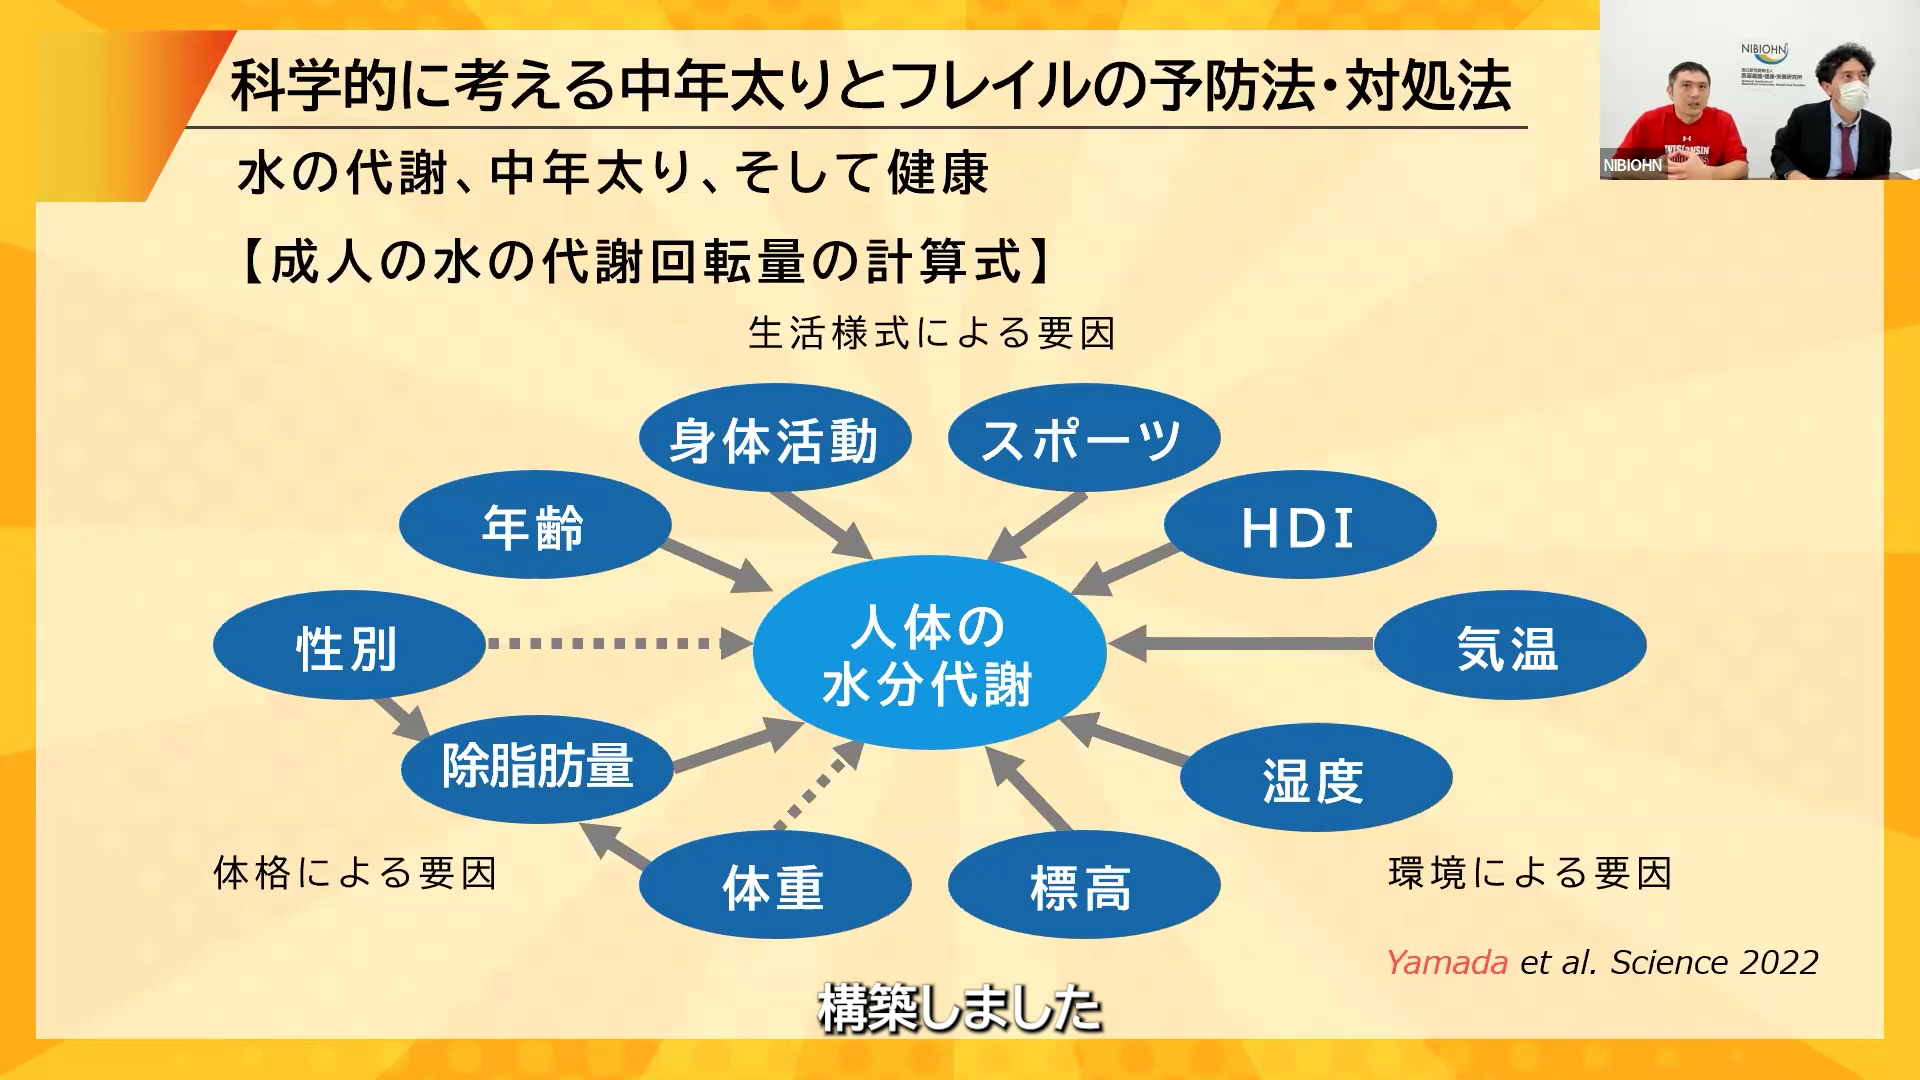 科学的に考える中年太りとフレイルの予防法・対処法
水の代謝、中年太り、そして健康
【成人の水の代謝回転量の計算式】
生活様式による要因
身体活動
スポーツ
年齢
HDI
人体の
水分代謝
性別
気温
除脂肪量
湿度
体重
標高
体格による要因
環境による要因
Yamada et al. Science 2022
構築しました
NIBIOHN
NIBIOHN